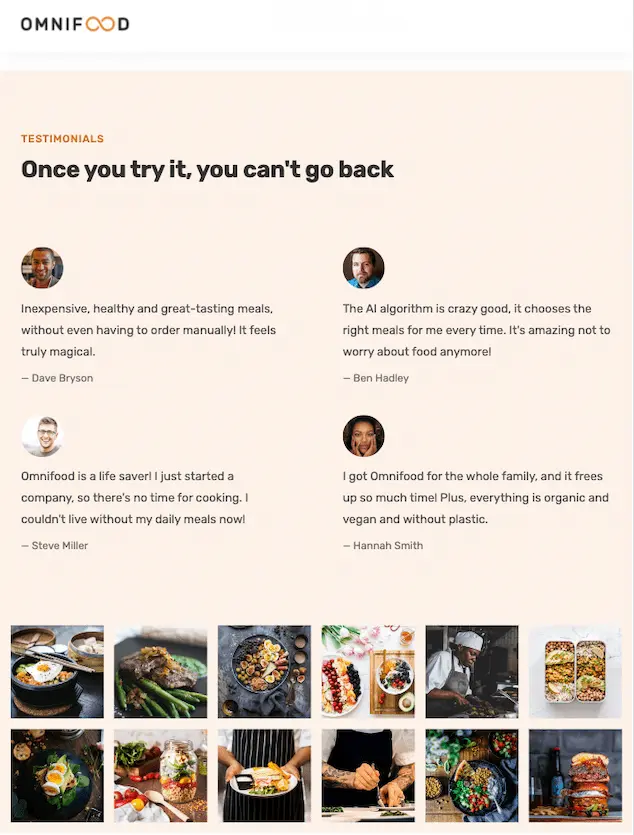 OMNIFOOD
TESTIMONIALS
Once you try it, you can't go back
Inexpensive, healthy and great-tasting meals,
without even having to order manually! It feels
truly magical.
— Dave Bryson
The AI algorithm is crazy good, it chooses the
right meals for me every time. It's amazing not to
worry about food anymore!
— Ben Hadley
Omnifood is a life saver! I just started a
company, so there's no time for cooking. I
couldn't live without my daily meals now!
— Steve Miller
I got Omnifood for the whole family, and it frees
up so much time! Plus, everything is organic and
vegan and without plastic.
— Hannah Smith